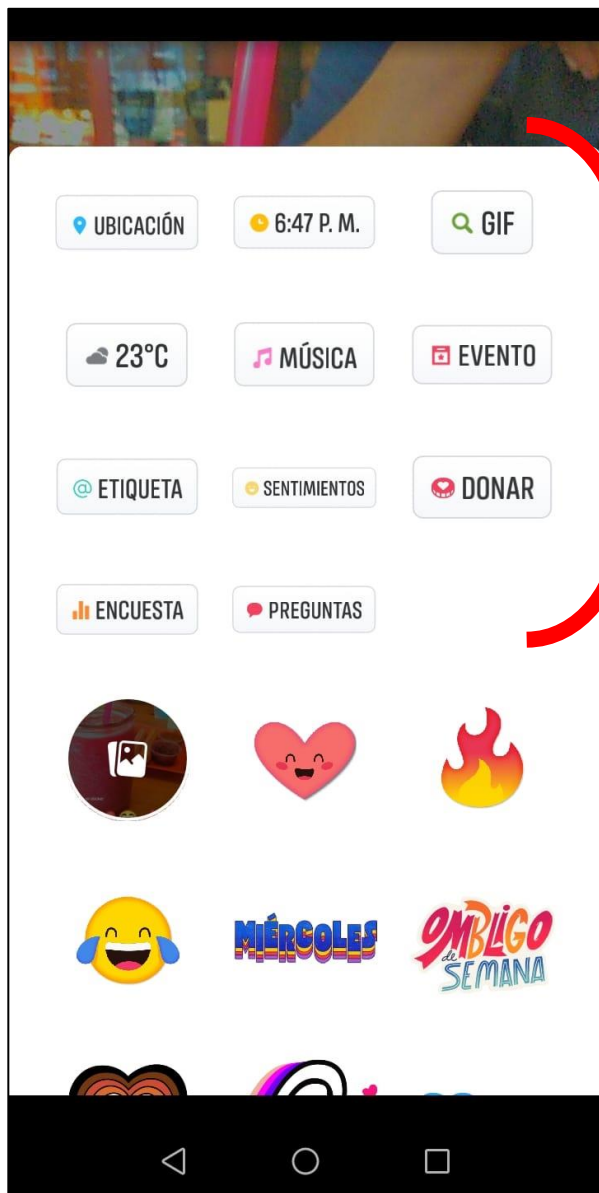 UBICACIÓN
6:47 P. M.
GIF
23°C
MÚSICA
EVENTO
@ ETIQUETA
SENTIMIENTOS
DONAR
ENCUESTA
PREGUNTAS
MIÉRCOLES
OMBLIGO
de
SEMANA